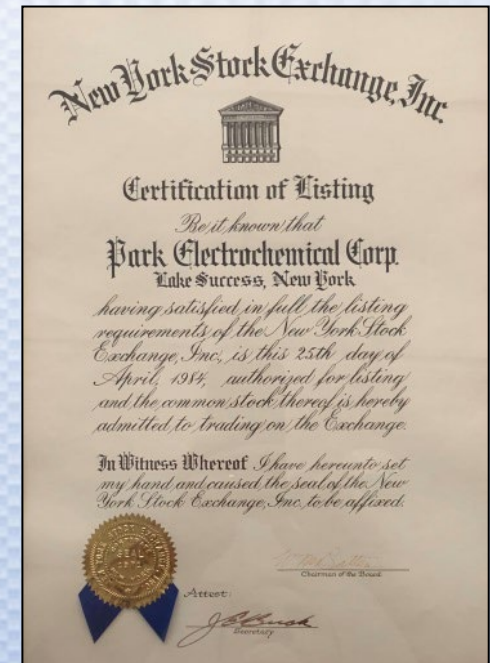 New York Stock Exchange, Inc.
Certification of Listing
Be it known that
Park Electrochemical Corp.
Lake Success, New York
having satisfied in full the listing
requirements of the New York Stock
Exchange, Inc., is this 25th day of
April, 1984, authorized for listing
and the common stock thereof is hereby
admitted to trading on the Exchange.
In Witness Whereof I have hereunto set
my hand and caused the seal of the New
York Stock Exchange, Inc., to be affixed.
Chairman of the Board
SEAL
Attest:
Secretary